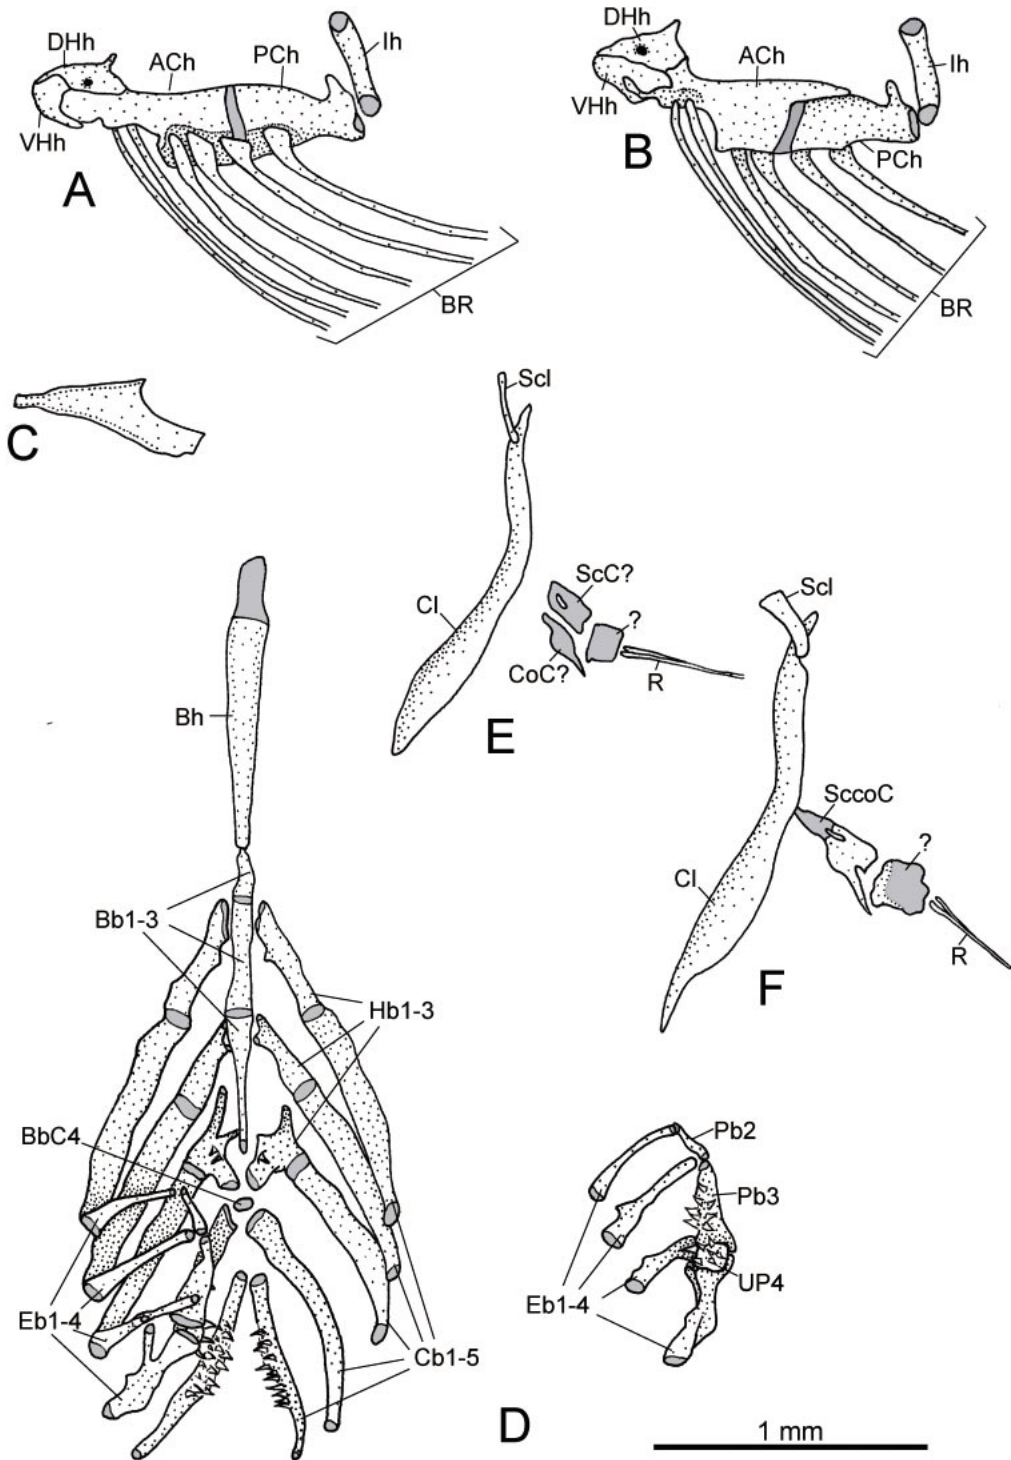 DHh
ACh
PCh
Ih
VHh
A
BR
DHh
ACh
Ih
VHh
B
PCh
BR
C
Scl
Cl
ScC?
?
CoC?
R
E
Scl
SccoC
?
Cl
R
F
Bh
Bb1-3
Hb1-3
BbC4
Eb1-4
Cb1-5
Pb2
Pb3
UP4
Eb1-4
D
1 mm